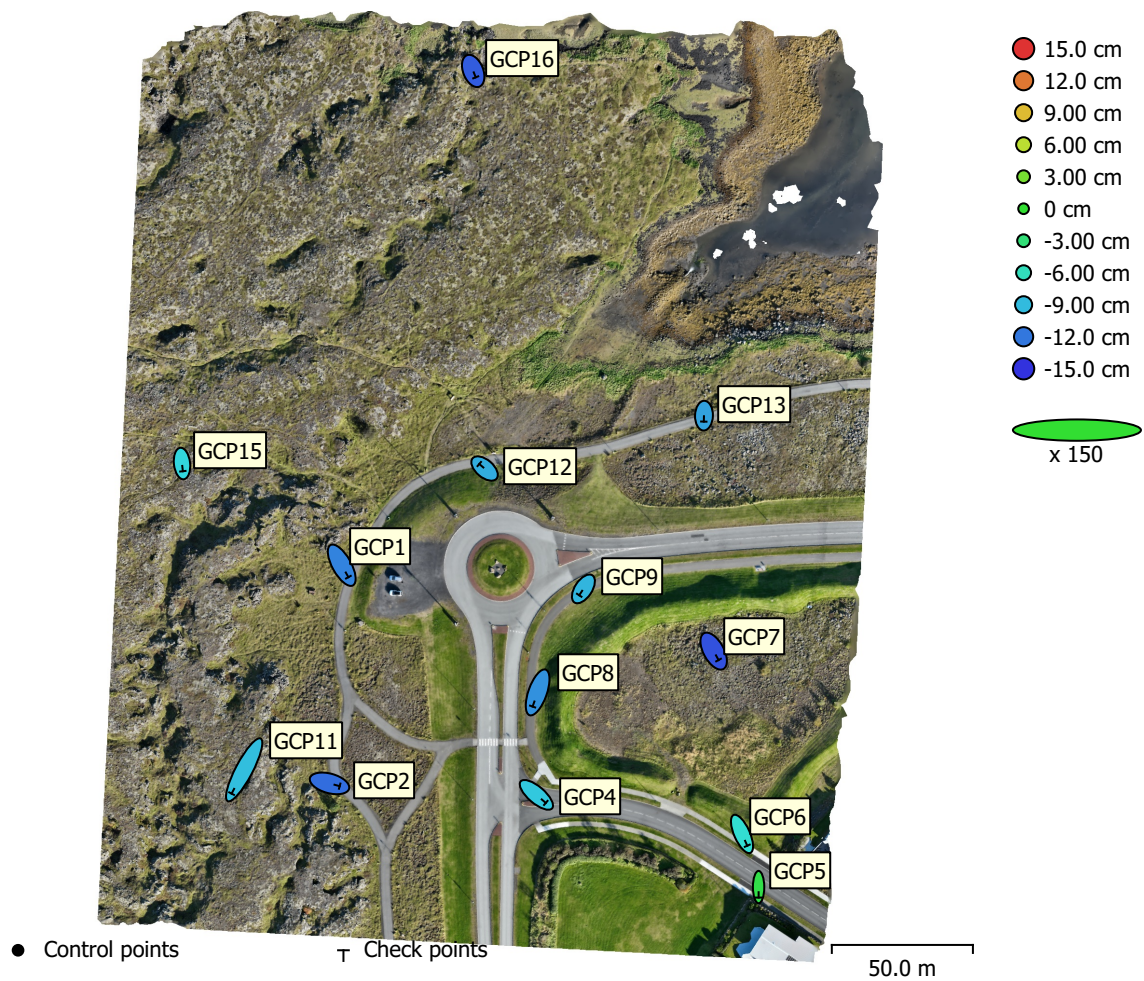 GCP16
15.0 cm
12.0 cm
9.00 cm
6.00 cm
3.00 cm
0 cm
-3.00 cm
-6.00 cm
-9.00 cm
-12.0 cm
-15.0 cm
x 150
GCP13
GCP15
GCP12
GCP1
GCP9
GCP7
GCP8
GCP11
GCP2
GCP4
GCP6
GCP5
Control points
Check points
50.0 m